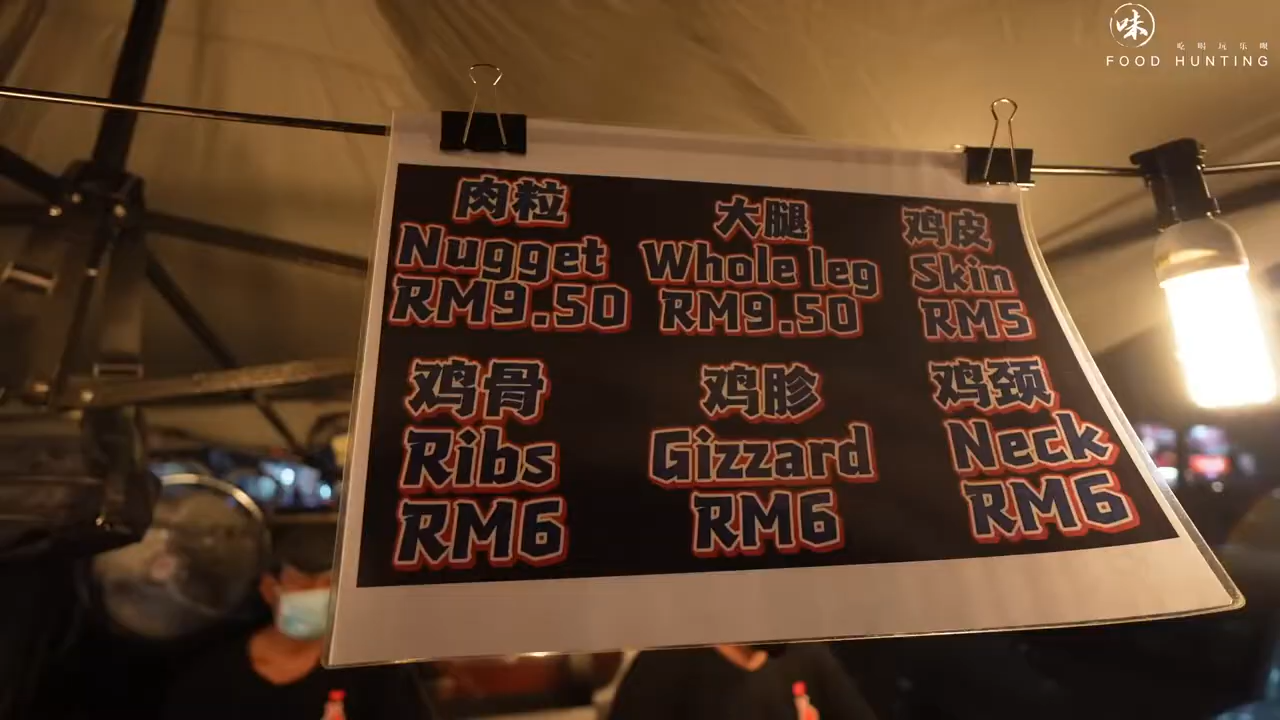 味
吃喝玩乐呗
FOOD HUNTING
肉粒
Nugget
RM9.50
大腿
Whole leg
RM9.50
鸡皮
Skin
RM5
鸡骨
Ribs
RM6
鸡胗
Gizzard
RM6
鸡颈
Neck
RM6